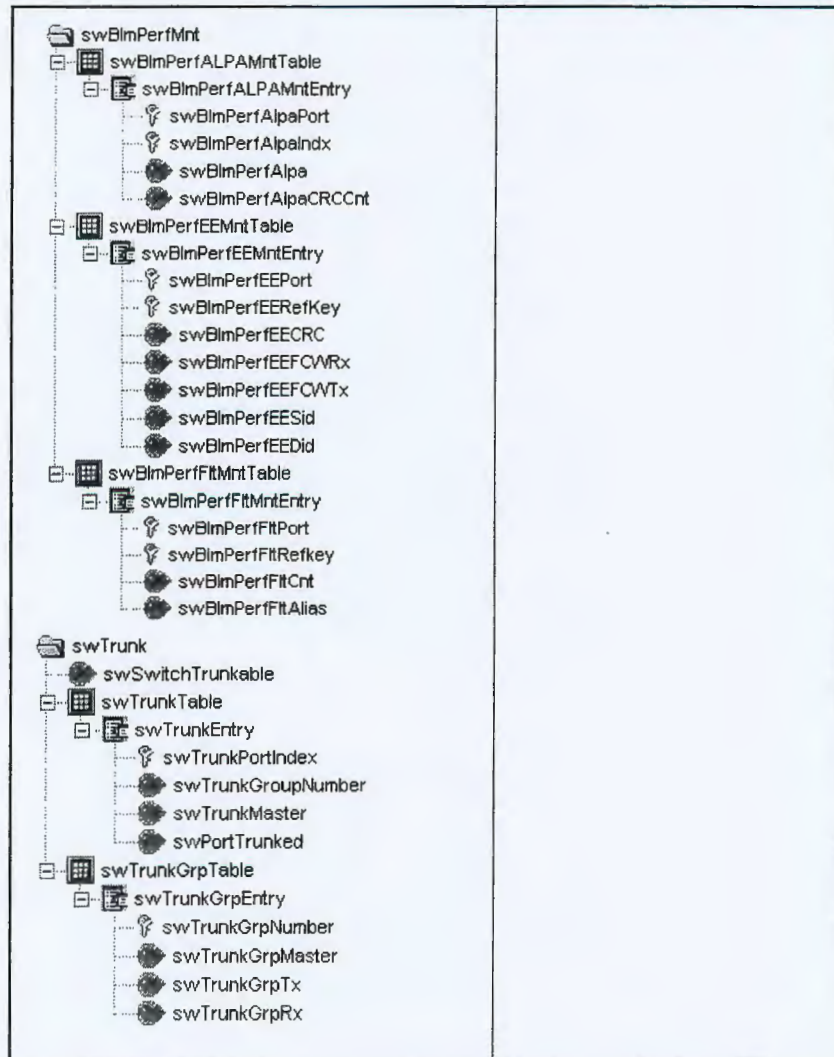 swBlmPerfMnt
swBlmPerfALPAMntTable
swBlmPerfALPAMntEntry
swBlmPerfAlpaPort
swBlmPerfAlpaIndx
swBlmPerfAlpa
swBlmPerfAlpaCRCCnt
swBlmPerfEEMntTable
swBlmPerfEEMntEntry
swBlmPerfEEPort
swBlmPerfEERefKey
swBlmPerfEECRC
swBlmPerfEEFCWRx
swBlmPerfEEFCWTx
swBlmPerfEESid
swBlmPerfEEDid
swBlmPerfFltMntTable
swBlmPerfFltMntEntry
swBlmPerfFltPort
swBlmPerfFltRefkey
swBlmPerfFltCnt
swBlmPerfFltAlias
swTrunk
swSwitchTrunkable
swTrunkTable
swTrunkEntry
swTrunkPortIndex
swTrunkGroupNumber
swTrunkMaster
swPortTrunked
swTrunkGrpTable
swTrunkGrpEntry
swTrunkGrpNumber
swTrunkGrpMaster
swTrunkGrpTx
swTrunkGrpRx